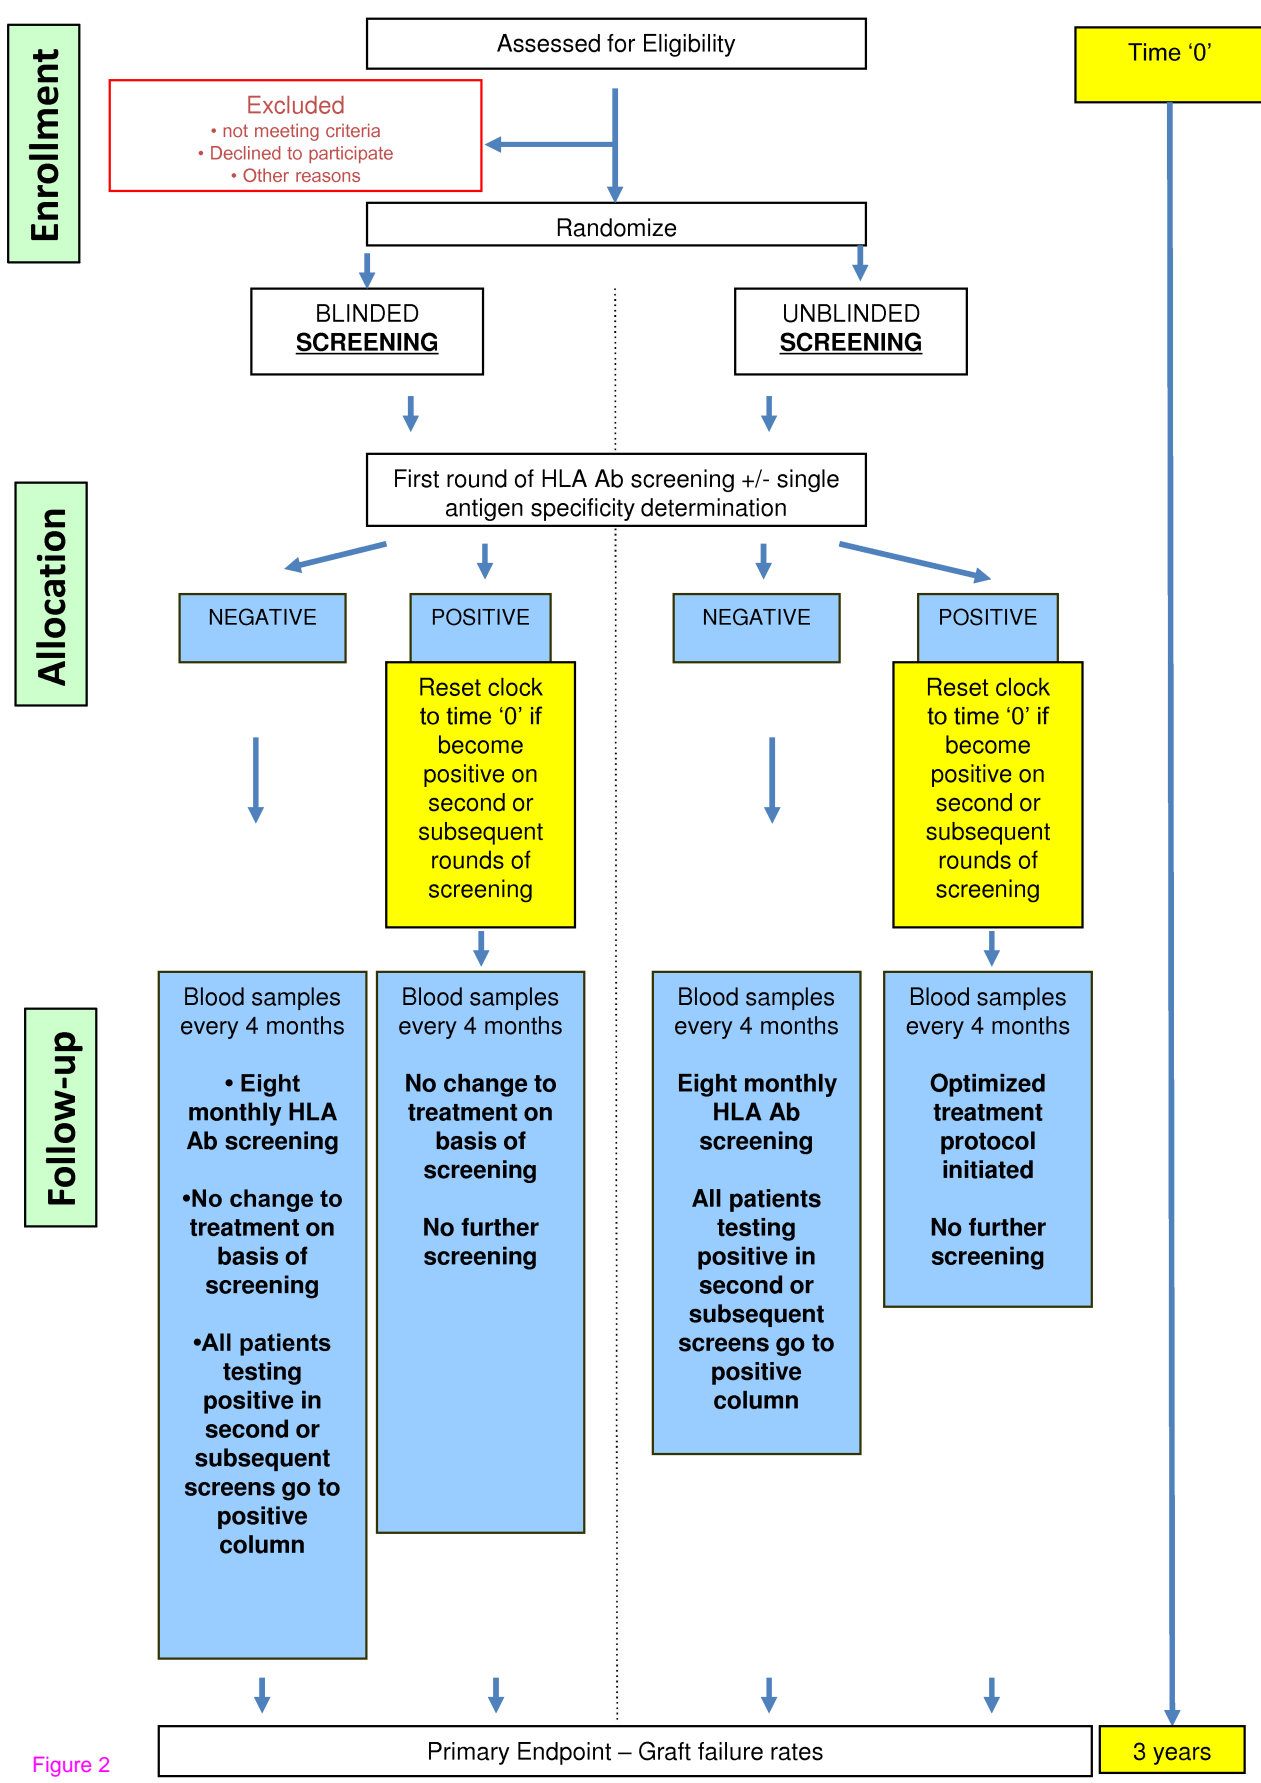 Enrollment
Assessed for Eligibility
Time ‘0’
Excluded
• not meeting criteria
• Declined to participate
• Other reasons
Randomize
BLINDED
SCREENING
UNBLINDED
SCREENING
Allocation
First round of HLA Ab screening +/- single
antigen specificity determination
NEGATIVE
POSITIVE
Reset clock
to time ‘0’ if
become
positive on
second or
subsequent
rounds of
screening
NEGATIVE
POSITIVE
Reset clock
to time ‘0’ if
become
positive on
second or
subsequent
rounds of
screening
Follow-up
Blood samples
every 4 months
• Eight
monthly HLA
Ab screening
•No change to
treatment on
basis of
screening
•All patients
testing
positive in
second or
subsequent
screens go to
positive
column
Blood samples
every 4 months
No change to
treatment on
basis of
screening
No further
screening
Blood samples
every 4 months
Eight monthly
HLA Ab
screening
All patients
testing
positive in
second or
subsequent
screens go to
positive
column
Blood samples
every 4 months
Optimized
treatment
protocol
initiated
No further
screening
Primary Endpoint – Graft failure rates
3 years
Figure 2